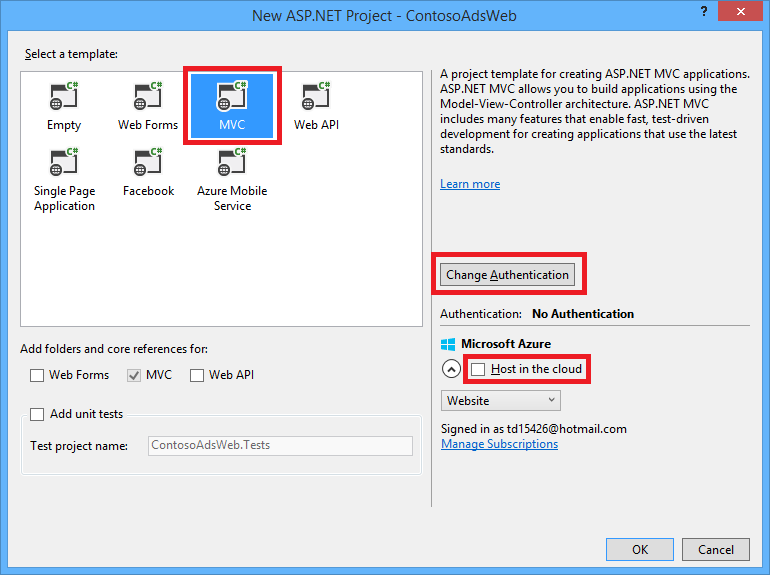 New ASP.NET Project - ContosoAdsWeb
?
Select a template:
C# C# C# C#
Empty Web Forms MVC Web API
C# C# C#
Single Page Application
Facebook
Azure Mobile Service
A project template for creating ASP.NET MVC applications.
ASP.NET MVC allows you to build applications using the
Model-View-Controller architecture. ASP.NET MVC
includes many features that enable fast, test-driven
development for creating applications that use the latest
standards.
Learn more
Change Authentication
Authentication: No Authentication
Microsoft Azure
Host in the cloud
Website
Signed in as td15426@hotmail.com
Manage Subscriptions
Add folders and core references for:
Web Forms MVC Web API
Add unit tests
Test project name: ContosoAdsWeb.Tests
OK Cancel